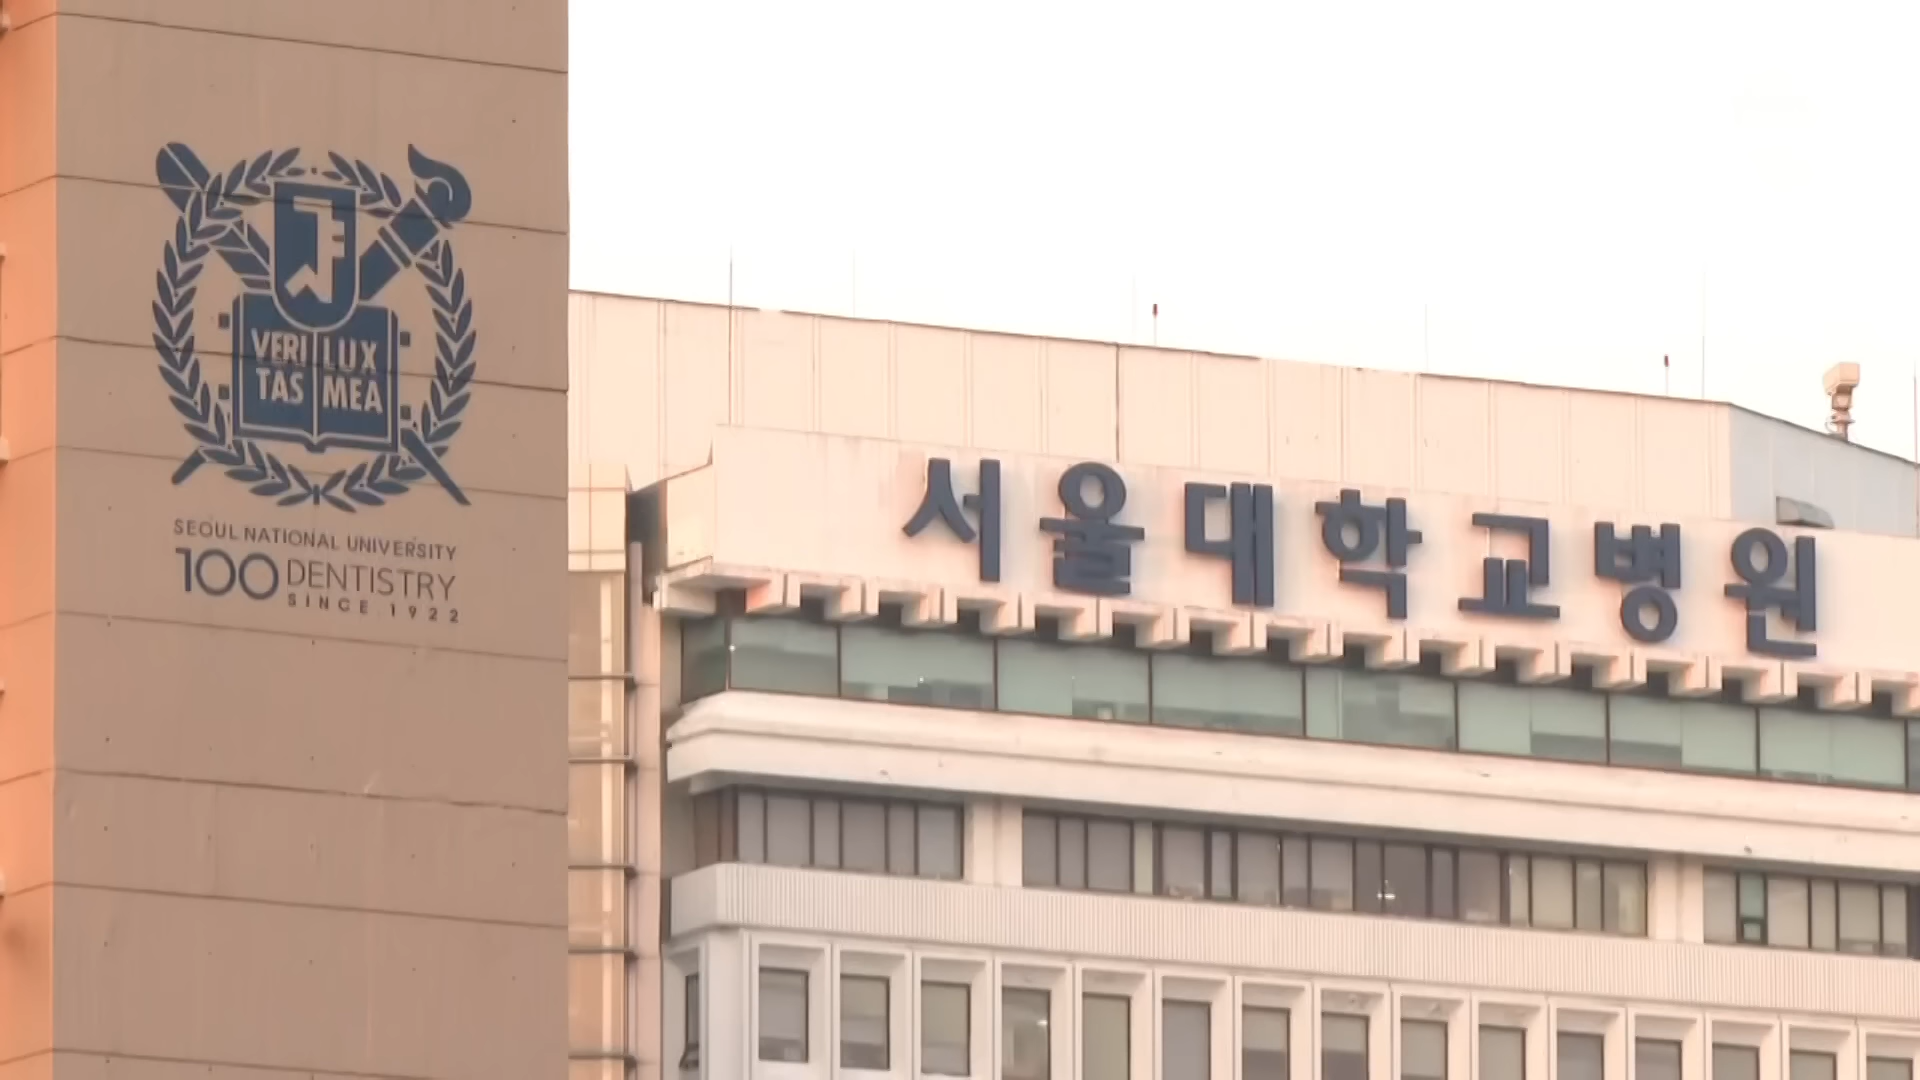 VERI LUX
TAS MEA
SEOUL NATIONAL UNIVERSITY
100 DENTISTRY
SINCE 1922
서울대학교병원